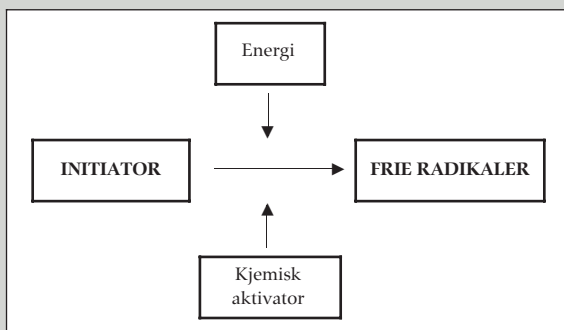 Energi
INITIATOR
FRIE RADIKALER
Kjemisk
aktivator